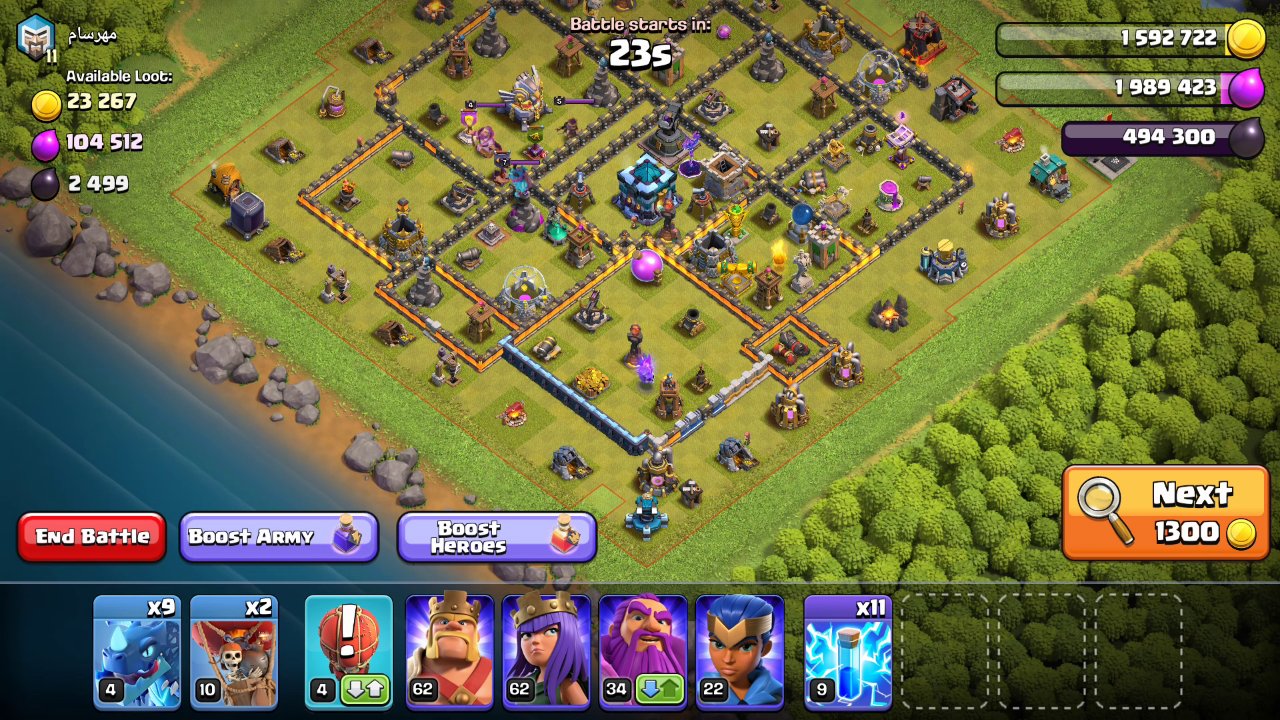 مهرسام
11
Available Loot:
23 267
104 512
2 499
Battle starts in:
23s
1 592 722
1 989 423
494 300
4
5
Next
1300
End Battle
Boost Army
Boost
Heroes
x9
x2
x11
4
10
4
62
62
34
22
9